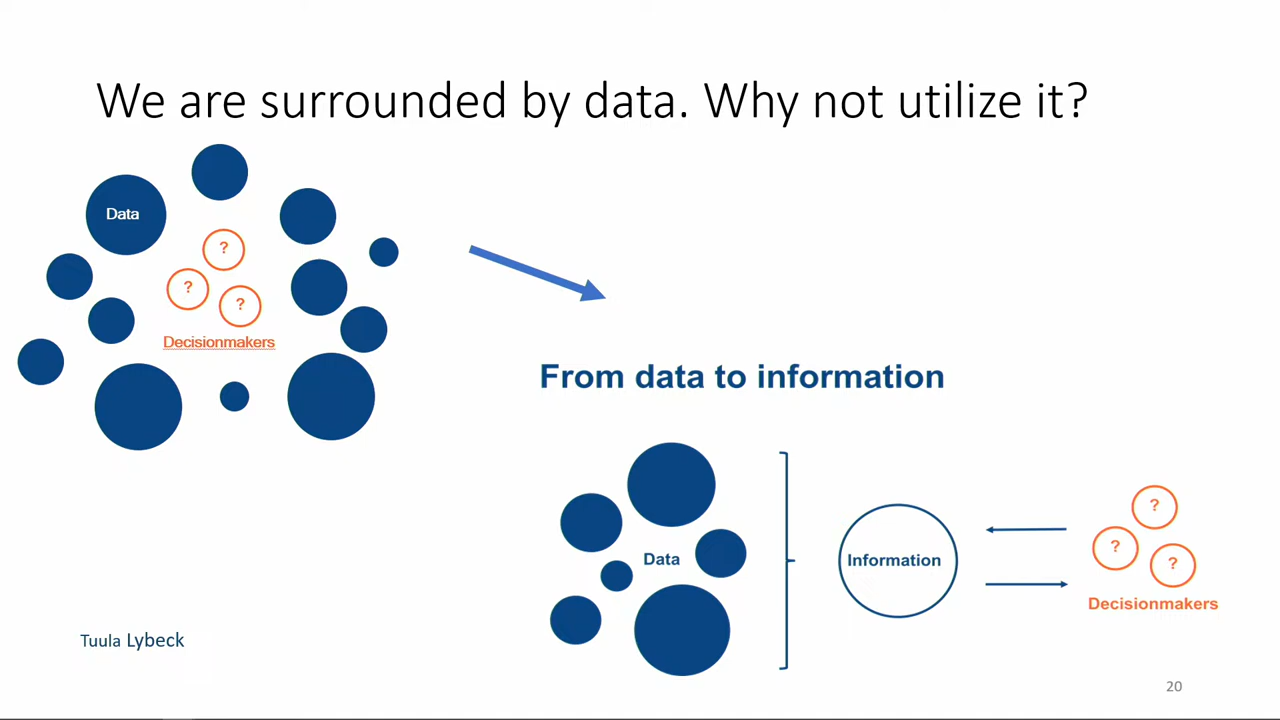 We are surrounded by data. Why not utilize it?
Data
?
?
?
Decisionmakers
From data to information
Data
Information
?
?
?
Decisionmakers
Tuula Lybeck
20